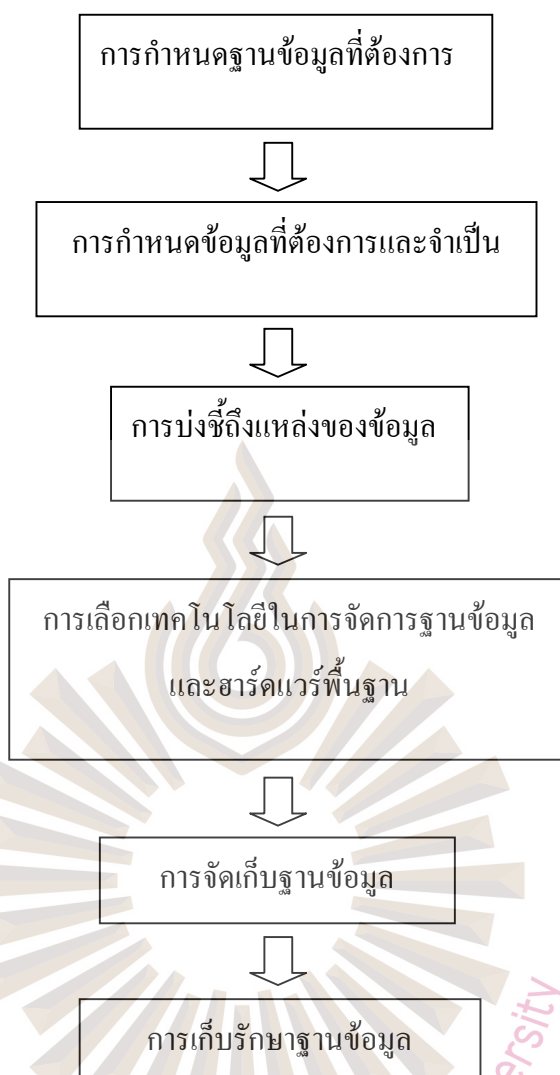 การกำหนดฐานข้อมูลที่ต้องการ
การกำหนดข้อมูลที่ต้องการและจำเป็น
การบ่งชี้ถึงแหล่งของข้อมูล
การเลือกเทคโนโลยีในการจัดการฐานข้อมูล
และฮาร์ดแวร์พื้นฐาน
การจัดเก็บฐานข้อมูล
การเก็บรักษาฐานข้อมูล